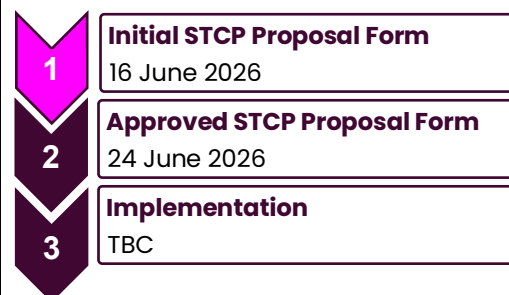 1
Initial STCP Proposal Form
16 June 2026
2
Approved STCP Proposal Form
24 June 2026
3
Implementation
TBC